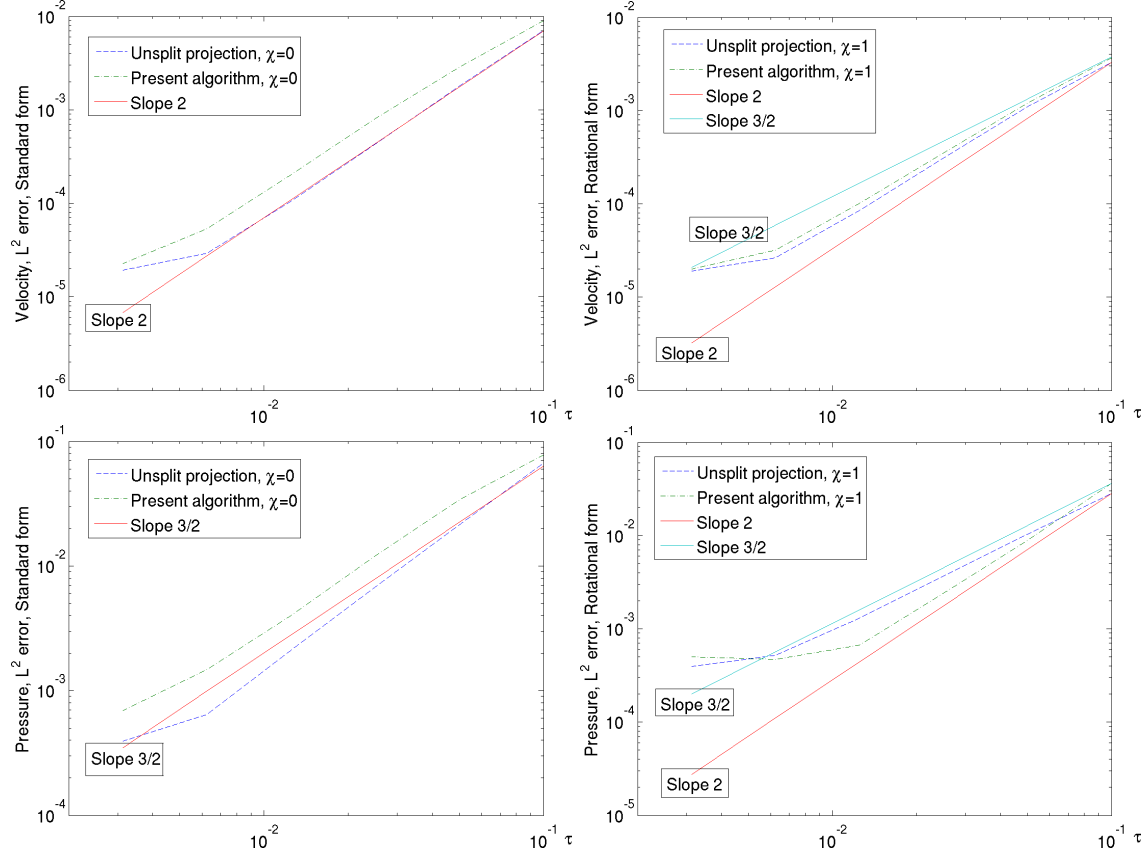 10^-2
10^-3
10^-4
10^-5
10^-6
Velocity, L^2 error, Standard form
Unsplit projection, χ=0
Present algorithm, χ=0
Slope 2
Slope 2
10^-2
10^-1
τ
10^-2
10^-3
10^-4
10^-5
10^-6
Velocity, L^2 error, Rotational form
Unsplit projection, χ=1
Present algorithm, χ=1
Slope 2
Slope 3/2
Slope 3/2
Slope 2
10^-2
10^-1
τ
10^-1
10^-2
10^-3
10^-4
Pressure, L^2 error, Standard form
Unsplit projection, χ=0
Present algorithm, χ=0
Slope 3/2
Slope 3/2
10^-2
10^-1
τ
10^-1
10^-2
10^-3
10^-4
10^-5
Pressure, L^2 error, Rotational form
Unsplit projection, χ=1
Present algorithm, χ=1
Slope 2
Slope 3/2
Slope 3/2
Slope 2
10^-2
10^-1
τ